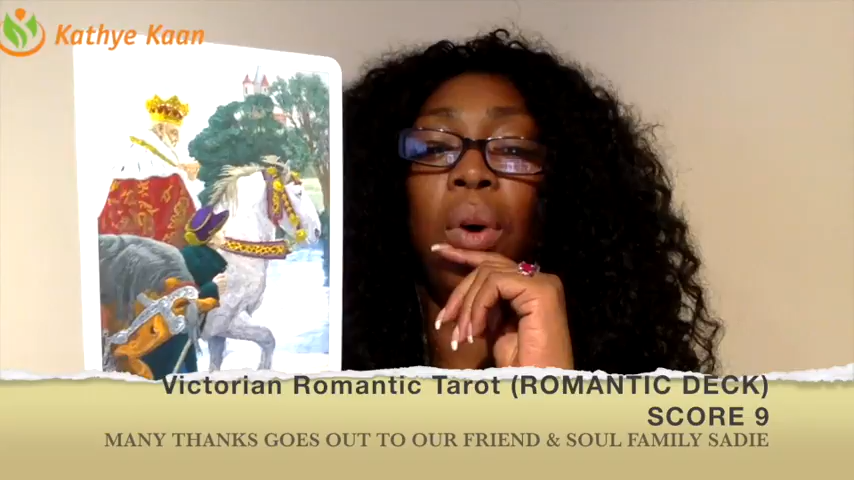 Kathye Kaan
Victorian Romantic Tarot (ROMANTIC DECK)
SCORE 9
MANY THANKS GOES OUT TO OUR FRIEND & SOUL FAMILY SADIE